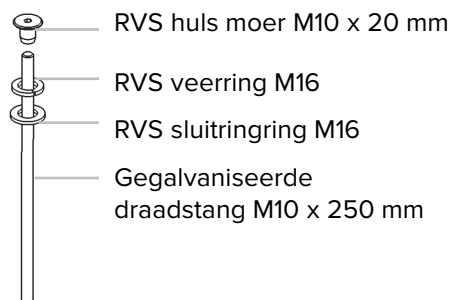 RVS huls moer M10 x 20 mm
RVS veerring M16
RVS sluitringring M16
Gegalvaniseerde
draadstang M10 x 250 mm